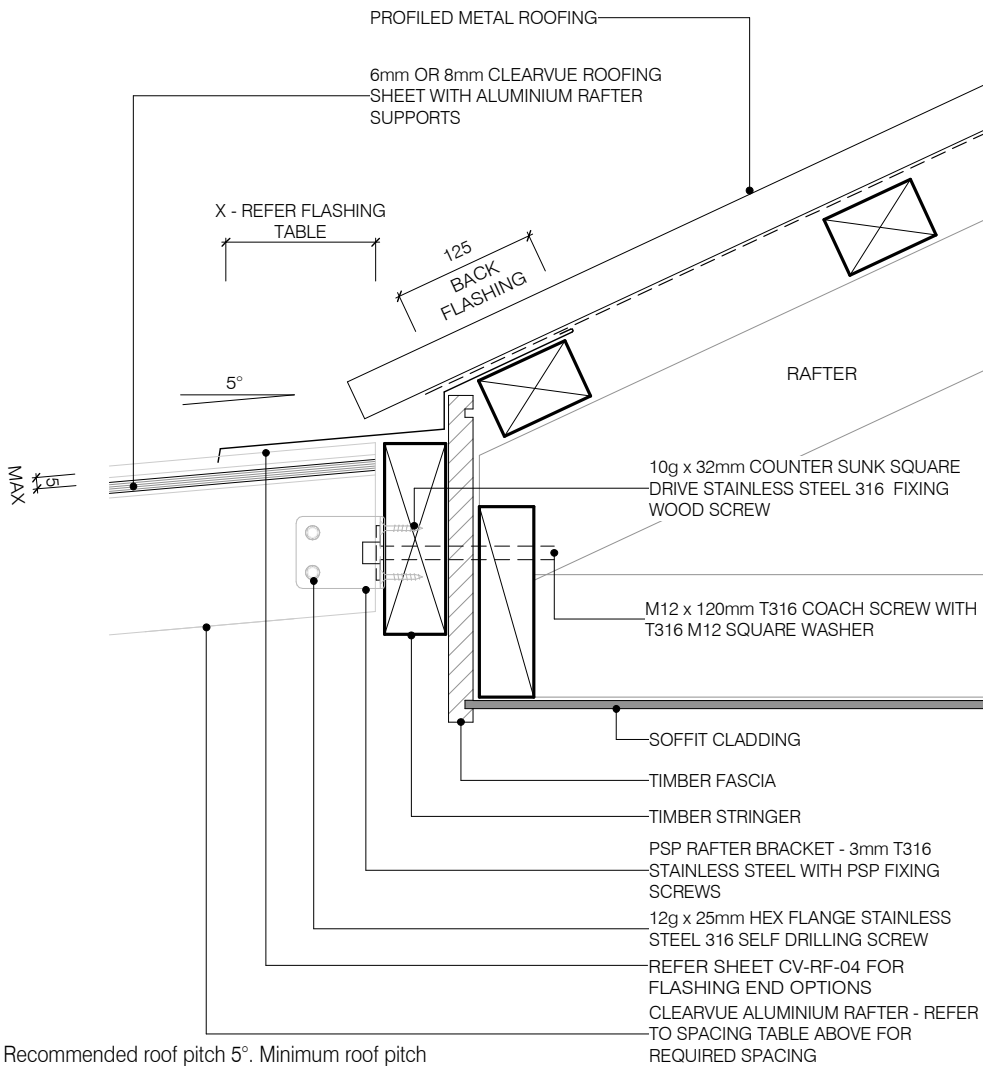 PROFILED METAL ROOFING
6mm OR 8mm CLEARVUE ROOFING
SHEET WITH ALUMINIUM RAFTER
SUPPORTS
X - REFER FLASHING
TABLE
125
BACK
FLASHING
5°
RAFTER
MAX
5
10g x 32mm COUNTER SUNK SQUARE
DRIVE STAINLESS STEEL 316 FIXING
WOOD SCREW
M12 x 120mm T316 COACH SCREW WITH
T316 M12 SQUARE WASHER
SOFFIT CLADDING
TIMBER FASCIA
TIMBER STRINGER
PSP RAFTER BRACKET - 3mm T316
STAINLESS STEEL WITH PSP FIXING
SCREWS
12g x 25mm HEX FLANGE STAINLESS
STEEL 316 SELF DRILLING SCREW
REFER SHEET CV-RF-04 FOR
FLASHING END OPTIONS
CLEARVUE ALUMINIUM RAFTER - REFER
TO SPACING TABLE ABOVE FOR
REQUIRED SPACING
Recommended roof pitch 5°. Minimum roof pitch